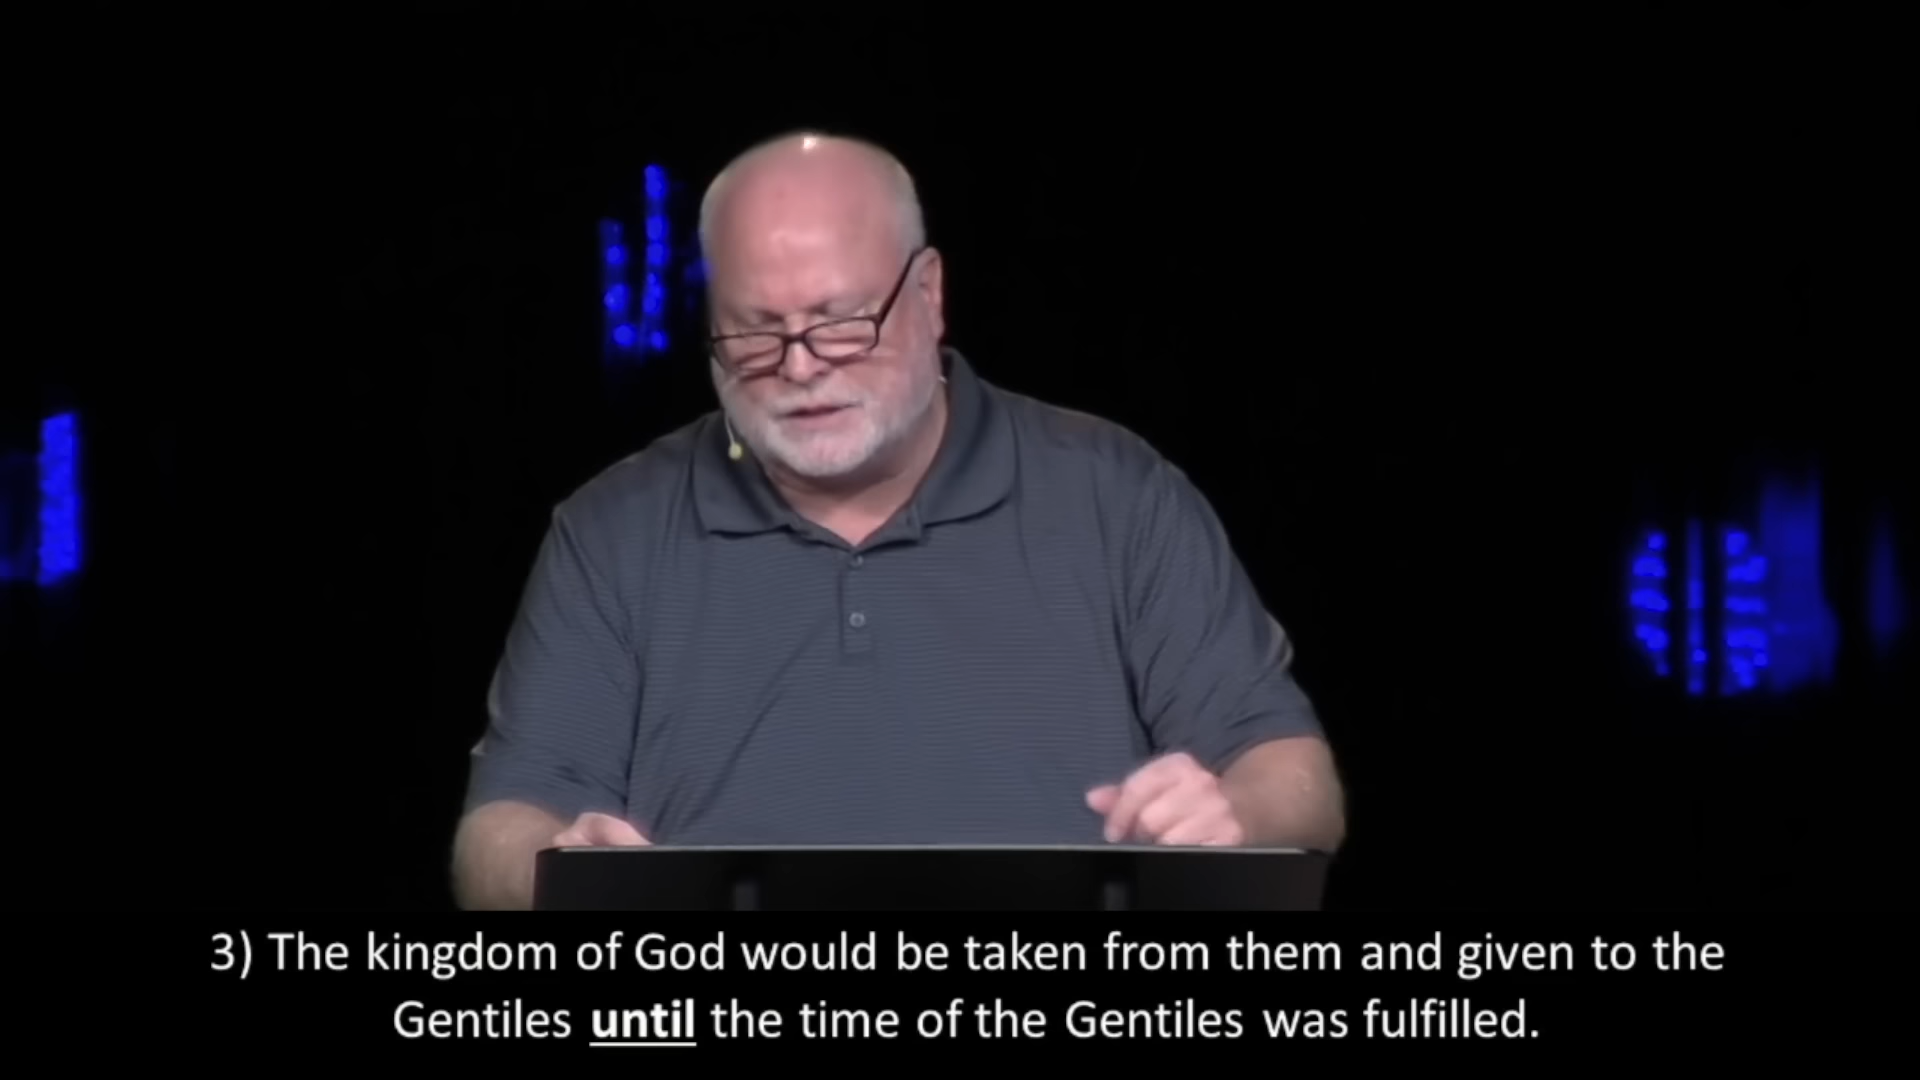 3) The kingdom of God would be taken from them and given to the
Gentiles until the time of the Gentiles was fulfilled.